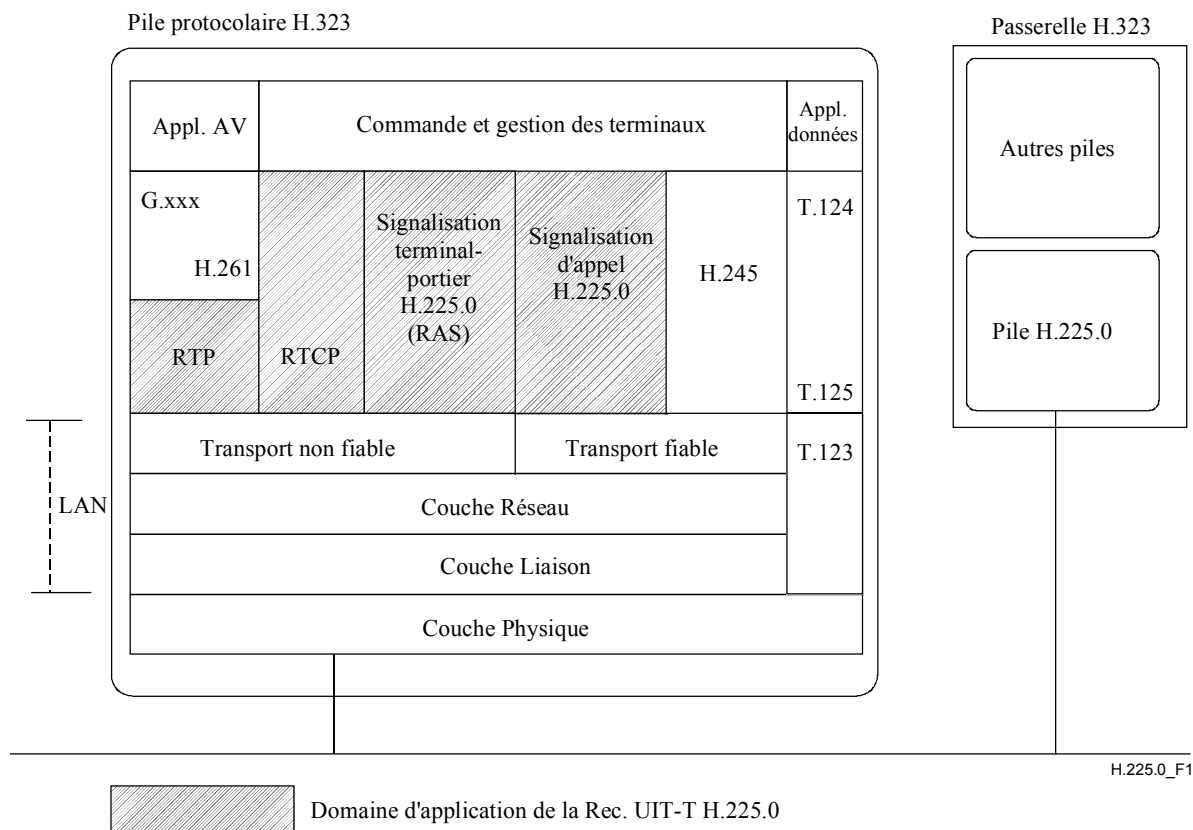 Pile protocolaire H.323
Passerelle H.323
Appl. AV
Commande et gestion des terminaux
Appl.
données
Autres piles
G.xxx
H.261
RTP
RTCP
Signalisation
terminal-
portier
H.225.0
(RAS)
Signalisation
d'appel
H.225.0
H.245
T.124
T.125
Pile H.225.0
Transport non fiable
Transport fiable
T.123
LAN
Couche Réseau
Couche Liaison
Couche Physique
H.225.0_F1
Domaine d'application de la Rec. UIT-T H.225.0